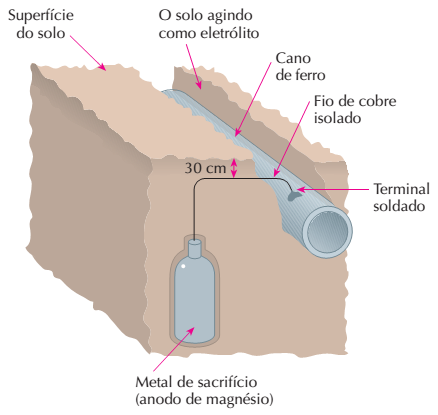 Superfície
do solo
O solo agindo
como eletrólito
Cano
de ferro
Fio de cobre
isolado
30 cm
Terminal
soldado
Metal de sacrifício
(anodo de magnésio)